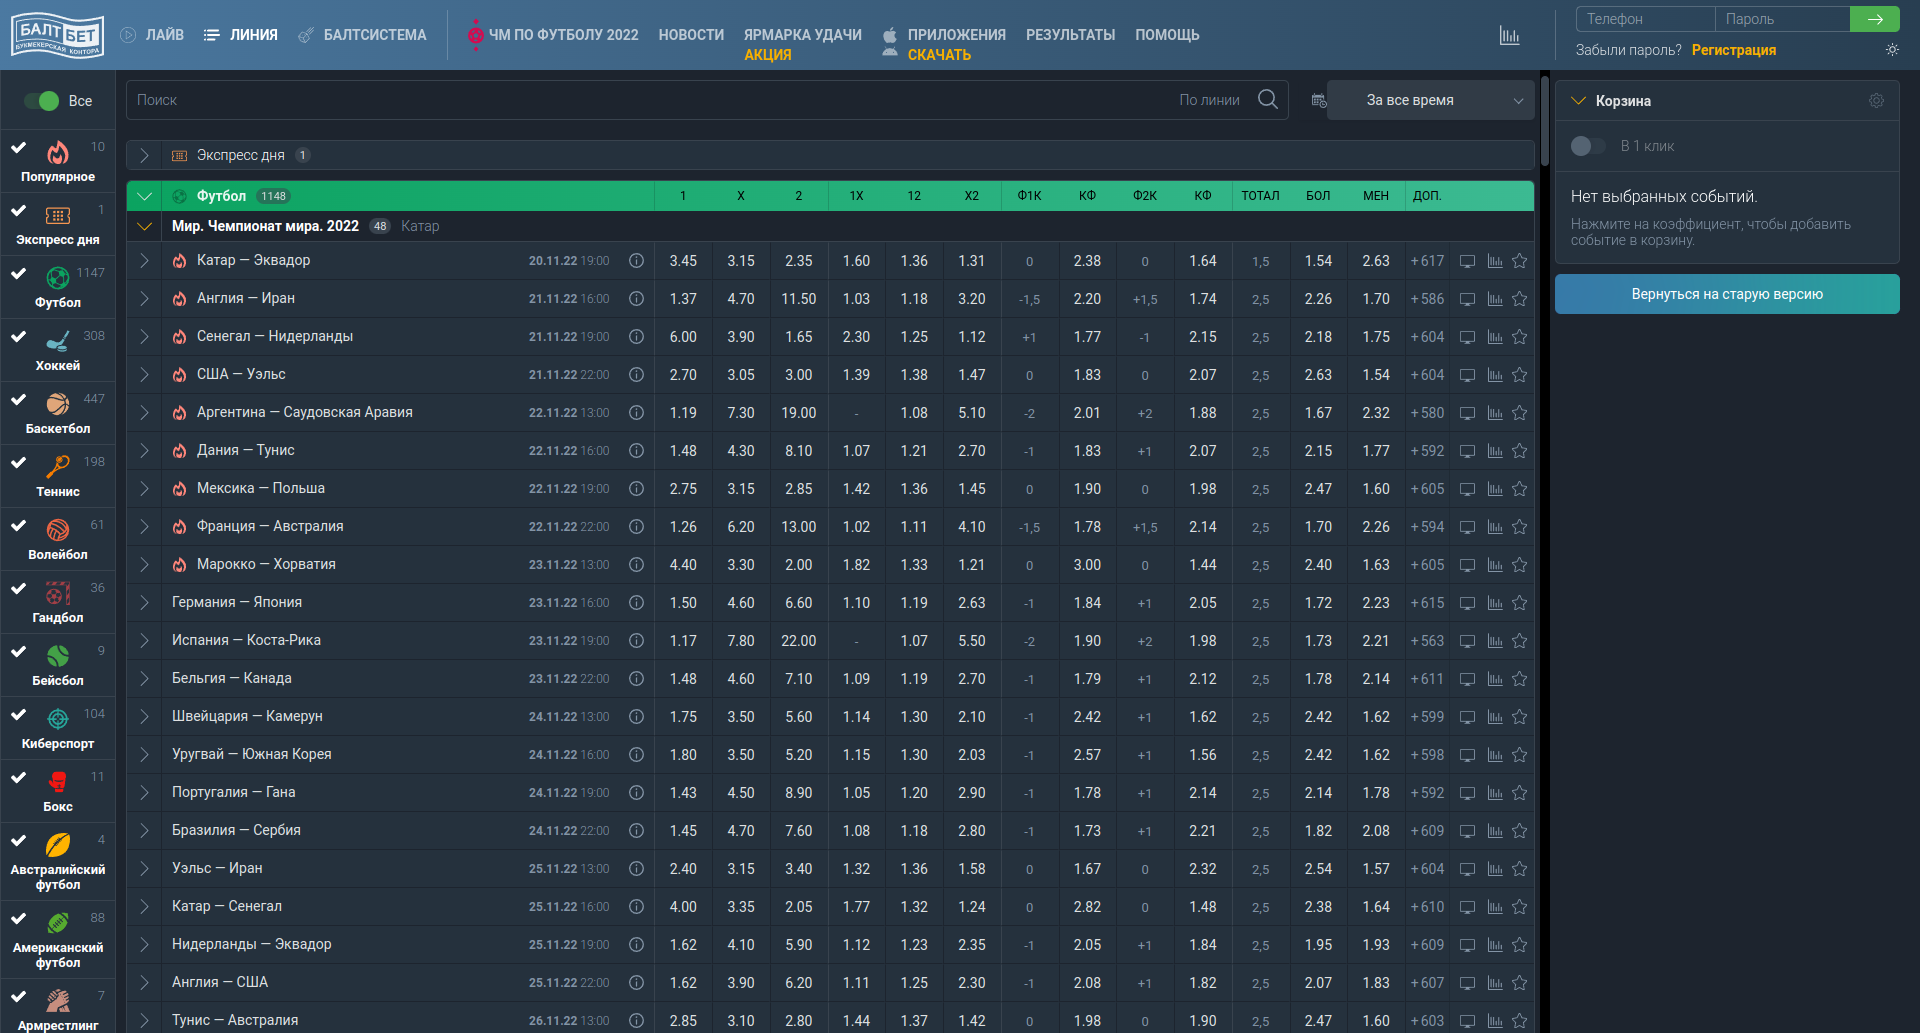 БАЛТ БЕТ
БУКМЕКЕРСКАЯ КОНТОРА
ЛАЙВ
ЛИНИЯ
БАЛТСИСТЕМА
ЧМ ПО ФУТБОЛУ 2022
НОВОСТИ
ЯРМАРКА УДАЧИ
АКЦИЯ
ПРИЛОЖЕНИЯ
СКАЧАТЬ
РЕЗУЛЬТАТЫ
ПОМОЩЬ
Телефон
Пароль
Забыли пароль? Регистрация
Все
10
Популярное
1
Экспресс дня
1147
Футбол
308
Хоккей
447
Баскетбол
198
Теннис
61
Волейбол
36
Гандбол
9
Бейсбол
104
Киберспорт
11
Бокс
4
Австралийский
футбол
88
Американский
футбол
7
Армрестлинг
Поиск
По линии
За все время
Экспресс дня 1
Футбол 1148 1 X 2 1X 12 X2 Ф1К КФ Ф2К КФ ТОТАЛ БОЛ МЕН ДОП.
Мир. Чемпионат мира. 2022 48 Катар
Катар — Эквадор 20.11.22 19:00 3.45 3.15 2.35 1.60 1.36 1.31 0 2.38 0 1.64 1,5 1.54 2.63 +617
Англия — Иран 21.11.22 16:00 1.37 4.70 11.50 1.03 1.18 3.20 -1,5 2.20 +1,5 1.74 2,5 2.26 1.70 +586
Сенегал — Нидерланды 21.11.22 19:00 6.00 3.90 1.65 2.30 1.25 1.12 +1 1.77 -1 2.15 2,5 2.18 1.75 +604
США — Уэльс 21.11.22 22:00 2.70 3.05 3.00 1.39 1.38 1.47 0 1.83 0 2.07 2,5 2.63 1.54 +604
Аргентина — Саудовская Аравия 22.11.22 13:00 1.19 7.30 19.00 - 1.08 5.10 -2 2.01 +2 1.88 2,5 1.67 2.32 +580
Дания — Тунис 22.11.22 16:00 1.48 4.30 8.10 1.07 1.21 2.70 -1 1.83 +1 2.07 2,5 2.15 1.77 +592
Мексика — Польша 22.11.22 19:00 2.75 3.15 2.85 1.42 1.36 1.45 0 1.90 0 1.98 2,5 2.47 1.60 +605
Франция — Австралия 22.11.22 22:00 1.26 6.20 13.00 1.02 1.11 4.10 -1,5 1.78 +1,5 2.14 2,5 1.70 2.26 +594
Марокко — Хорватия 23.11.22 13:00 4.40 3.30 2.00 1.82 1.33 1.21 0 3.00 0 1.44 2,5 2.40 1.63 +605
Германия — Япония 23.11.22 16:00 1.50 4.60 6.60 1.10 1.19 2.63 -1 1.84 +1 2.05 2,5 1.72 2.23 +615
Испания — Коста-Рика 23.11.22 19:00 1.17 7.80 22.00 - 1.07 5.50 -2 1.90 +2 1.98 2,5 1.73 2.21 +563
Бельгия — Канада 23.11.22 22:00 1.48 4.60 7.10 1.09 1.19 2.70 -1 1.79 +1 2.12 2,5 1.78 2.14 +611
Швейцария — Камерун 24.11.22 13:00 1.75 3.50 5.60 1.14 1.30 2.10 -1 2.42 +1 1.62 2,5 2.42 1.62 +599
Уругвай — Южная Корея 24.11.22 16:00 1.80 3.50 5.20 1.15 1.30 2.03 -1 2.57 +1 1.56 2,5 2.42 1.62 +598
Португалия — Гана 24.11.22 19:00 1.43 4.50 8.90 1.05 1.20 2.90 -1 1.78 +1 2.14 2,5 2.14 1.78 +592
Бразилия — Сербия 24.11.22 22:00 1.45 4.70 7.60 1.08 1.18 2.80 -1 1.73 +1 2.21 2,5 1.82 2.08 +609
Уэльс — Иран 25.11.22 13:00 2.40 3.15 3.40 1.32 1.36 1.58 0 1.67 0 2.32 2,5 2.54 1.57 +604
Катар — Сенегал 25.11.22 16:00 4.00 3.35 2.05 1.77 1.32 1.24 0 2.82 0 1.48 2,5 2.38 1.64 +610
Нидерланды — Эквадор 25.11.22 19:00 1.62 4.10 5.90 1.12 1.23 2.35 -1 2.05 +1 1.84 2,5 1.95 1.93 +609
Англия — США 25.11.22 22:00 1.62 3.90 6.20 1.11 1.25 2.30 -1 2.08 +1 1.82 2,5 2.07 1.83 +607
Тунис — Австралия 26.11.22 13:00 2.85 3.10 2.80 1.44 1.37 1.42 0 1.98 0 1.90 2,5 2.47 1.60 +603
Корзина
В 1 клик
Нет выбранных событий.
Нажмите на коэффициент, чтобы добавить
событие в корзину.
Вернуться на старую версию